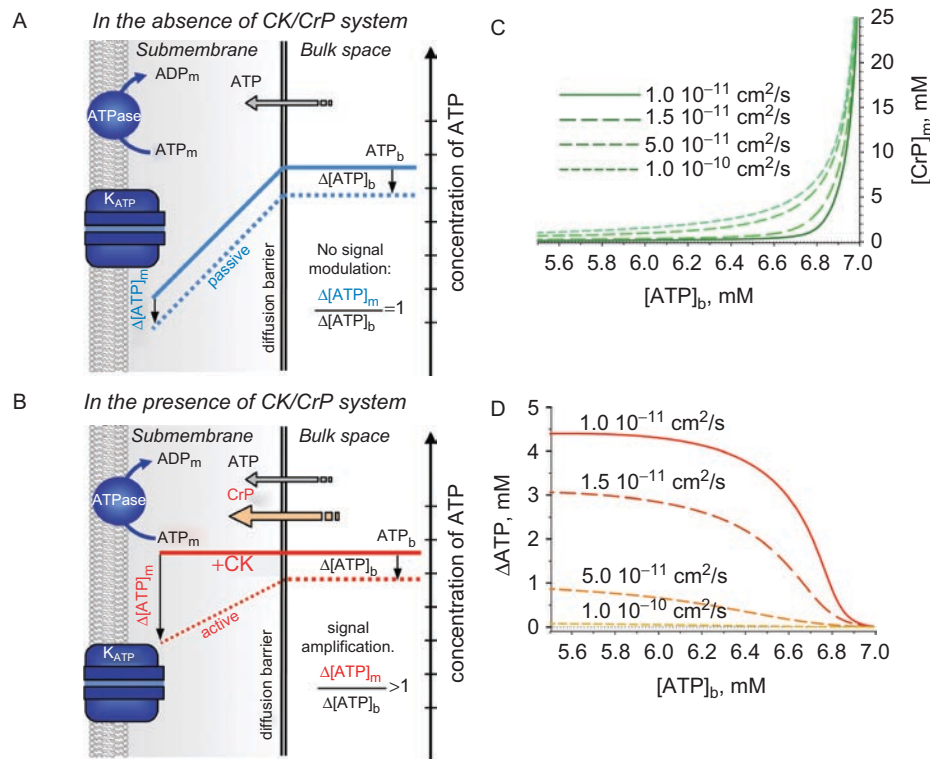 A
In the absence of CK/CrP system
Submembrane
Bulk space
ADPm
ATP
ATPase
ATPm
KATP
ATPb
Δ[ATP]b
passive
Δ[ATP]m
diffusion barrier
No signal
modulation:
Δ[ATP]m
Δ[ATP]b
=1
concentration of ATP
B
In the presence of CK/CrP system
Submembrane
Bulk space
ADPm
ATP
CrP
ATPase
ATPm
ATPb
+CK
Δ[ATP]b
Δ[ATP]m
active
KATP
diffusion barrier
signal
amplification.
Δ[ATP]m
Δ[ATP]b
>1
concentration of ATP
C
1.0 10⁻¹¹ cm²/s
1.5 10⁻¹¹ cm²/s
5.0 10⁻¹¹ cm²/s
1.0 10⁻¹⁰ cm²/s
25
20
15
10
5
0
[CrP]m, mM
5.6 5.8 6.0 6.2 6.4 6.6 6.8 7.0
[ATP]b, mM
D
5
4
3
2
1
0
ΔATP, mM
1.0 10⁻¹¹ cm²/s
1.5 10⁻¹¹ cm²/s
5.0 10⁻¹¹ cm²/s
1.0 10⁻¹⁰ cm²/s
5.6 5.8 6.0 6.2 6.4 6.6 6.8 7.0
[ATP]b, mM